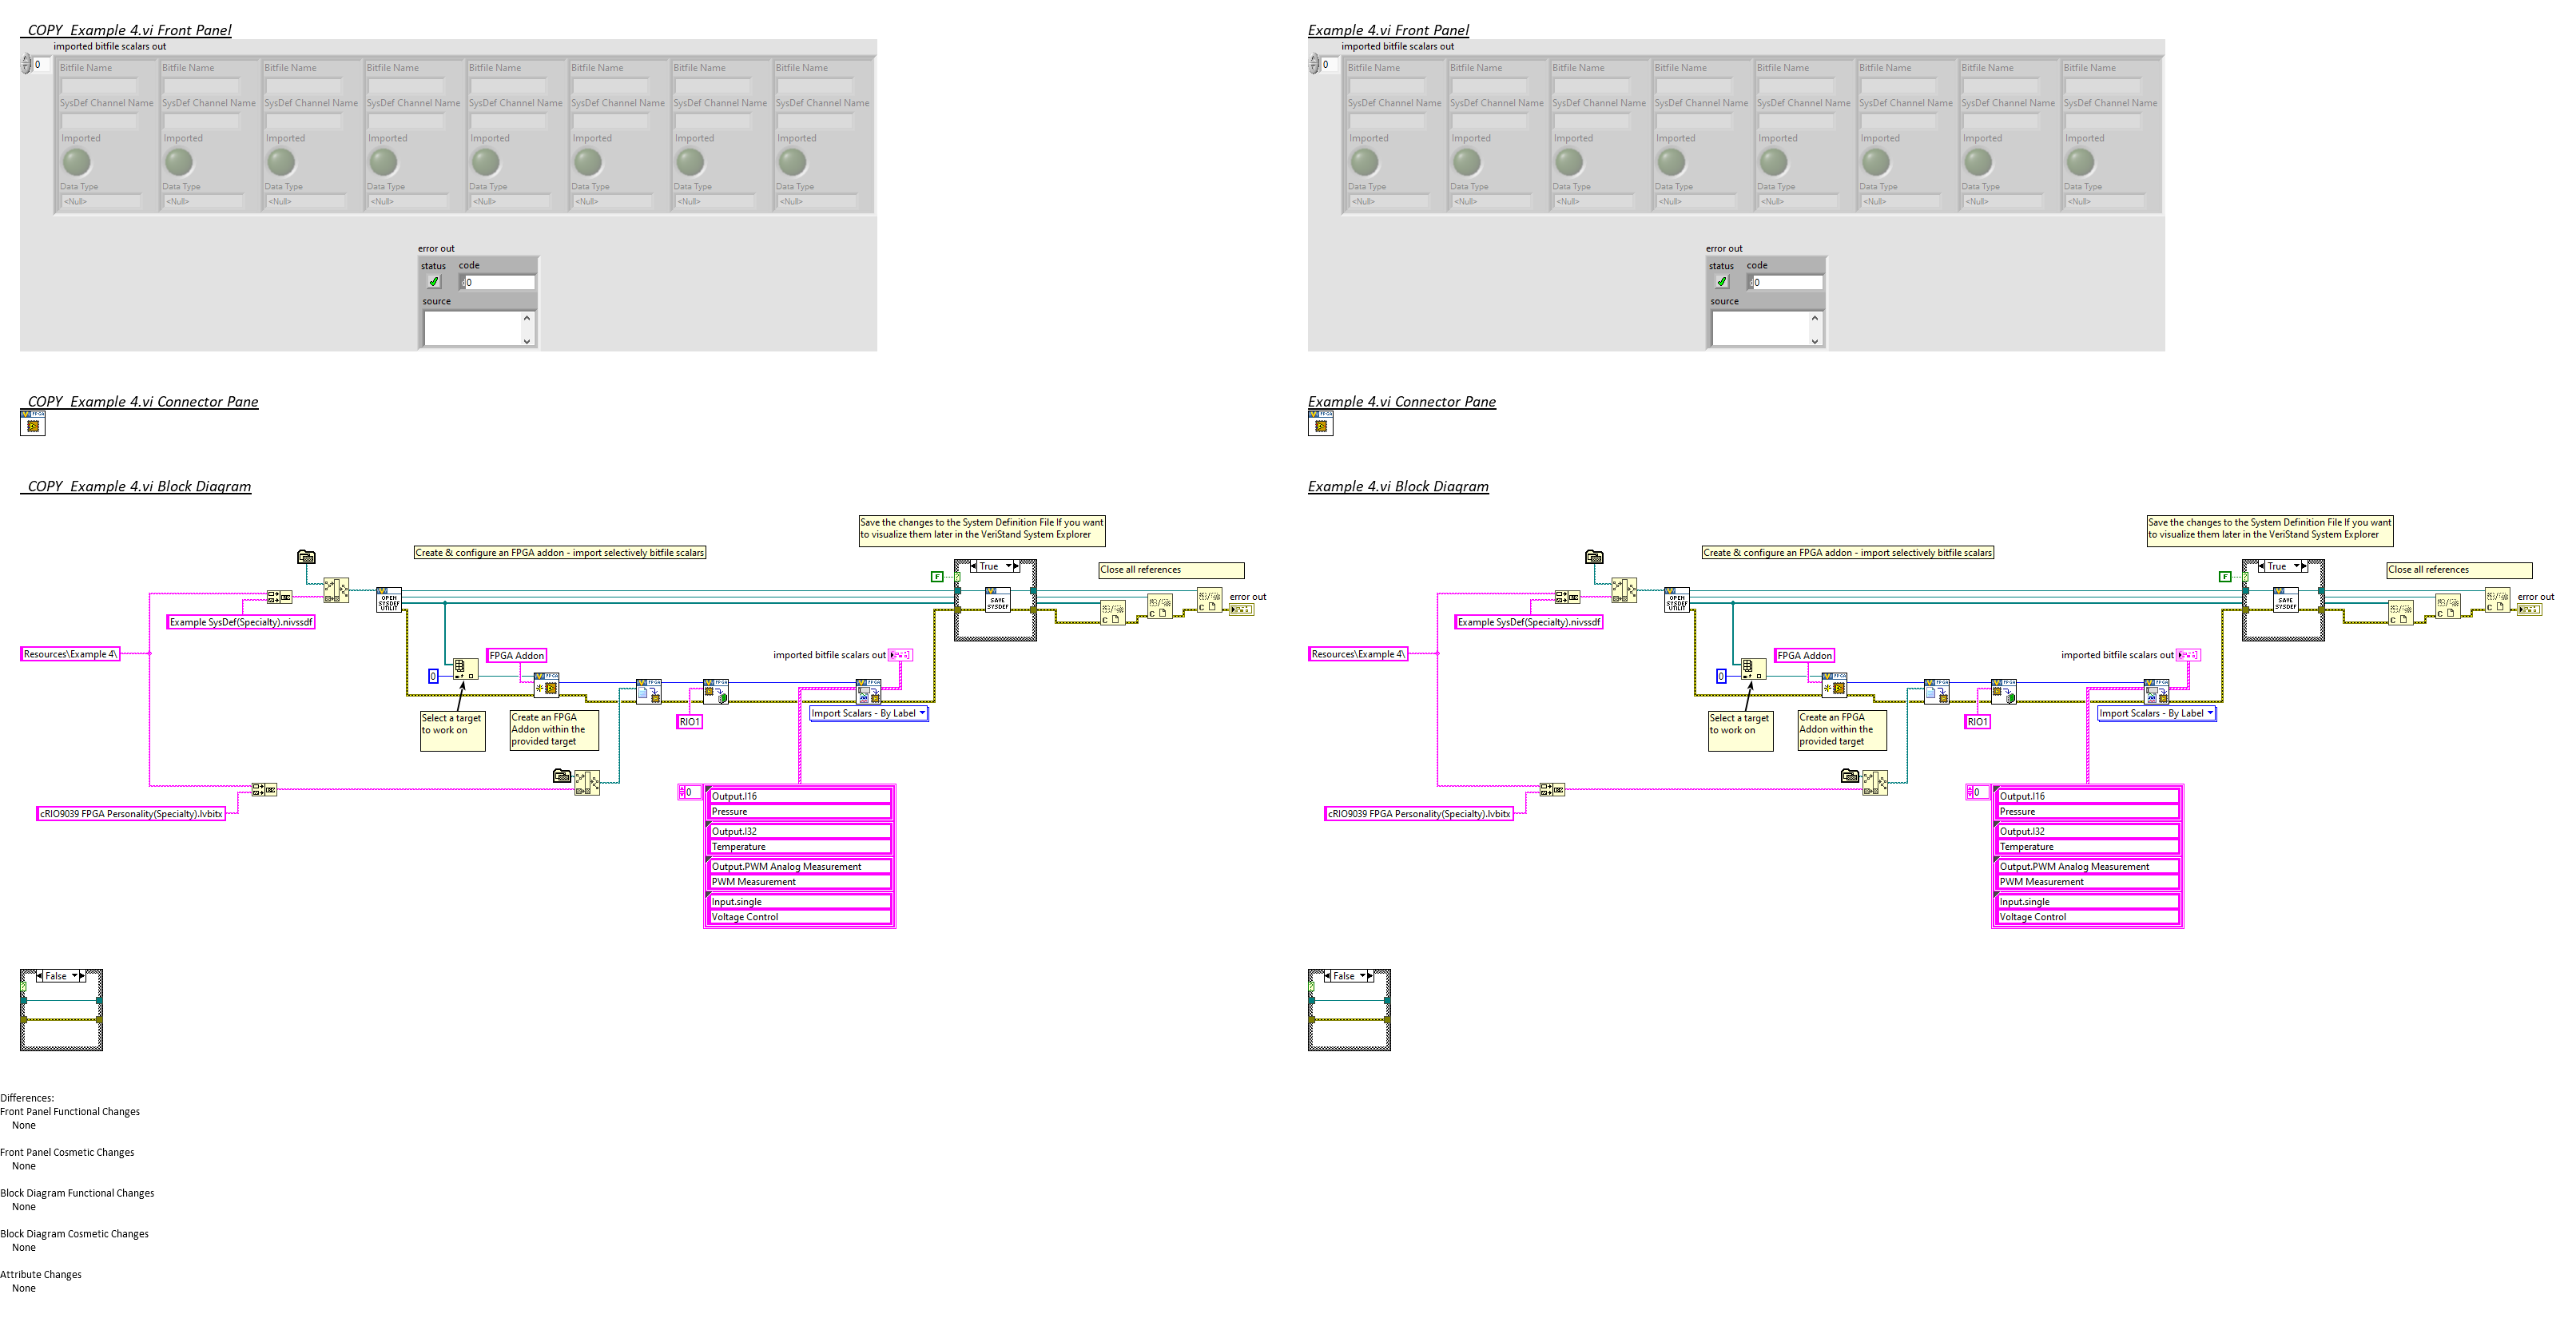 _COPY_Example 4.vi Front Panel
imported bitfile scalars out
0
Bitfile Name Bitfile Name Bitfile Name Bitfile Name Bitfile Name Bitfile Name Bitfile Name Bitfile Name
SysDef Channel Name SysDef Channel Name SysDef Channel Name SysDef Channel Name SysDef Channel Name SysDef Channel Name SysDef Channel Name SysDef Channel Name
Imported Imported Imported Imported Imported Imported Imported Imported
Data Type Data Type Data Type Data Type Data Type Data Type Data Type Data Type
<Null> <Null> <Null> <Null> <Null> <Null> <Null> <Null>
error out
status code
0
source
Example 4.vi Front Panel
imported bitfile scalars out
0
Bitfile Name Bitfile Name Bitfile Name Bitfile Name Bitfile Name Bitfile Name Bitfile Name Bitfile Name
SysDef Channel Name SysDef Channel Name SysDef Channel Name SysDef Channel Name SysDef Channel Name SysDef Channel Name SysDef Channel Name SysDef Channel Name
Imported Imported Imported Imported Imported Imported Imported Imported
Data Type Data Type Data Type Data Type Data Type Data Type Data Type Data Type
<Null> <Null> <Null> <Null> <Null> <Null> <Null> <Null>
error out
status code
0
source
_COPY_Example 4.vi Connector Pane
FPGA
Example 4.vi Connector Pane
FPGA
_COPY_Example 4.vi Block Diagram
Save the changes to the System Definition File If you want
to visualize them later in the VeriStand System Explorer
Create & configure an FPGA addon - import selectively bitfile scalars
True
Close all references
F
OPEN
SYSDEF
UTILIT
SAVE
SYSDEF
error out
Example SysDef(Specialty).nivssdf
Resources\Example 4\
FPGA Addon
imported bitfile scalars out
0
Import Scalars - By Label
RIO1
Select a target
to work on
Create an FPGA
Addon within the
provided target
cRIO9039 FPGA Personality(Specialty).lvbitx
0
Output.I16
Pressure
Output.I32
Temperature
Output.PWM Analog Measurement
PWM Measurement
Input.single
Voltage Control
False
Example 4.vi Block Diagram
Save the changes to the System Definition File If you want
to visualize them later in the VeriStand System Explorer
Create & configure an FPGA addon - import selectively bitfile scalars
True
Close all references
F
OPEN
SYSDEF
UTILIT
SAVE
SYSDEF
error out
Example SysDef(Specialty).nivssdf
Resources\Example 4\
FPGA Addon
imported bitfile scalars out
0
Import Scalars - By Label
RIO1
Select a target
to work on
Create an FPGA
Addon within the
provided target
cRIO9039 FPGA Personality(Specialty).lvbitx
0
Output.I16
Pressure
Output.I32
Temperature
Output.PWM Analog Measurement
PWM Measurement
Input.single
Voltage Control
False
Differences:
Front Panel Functional Changes
None
Front Panel Cosmetic Changes
None
Block Diagram Functional Changes
None
Block Diagram Cosmetic Changes
None
Attribute Changes
None